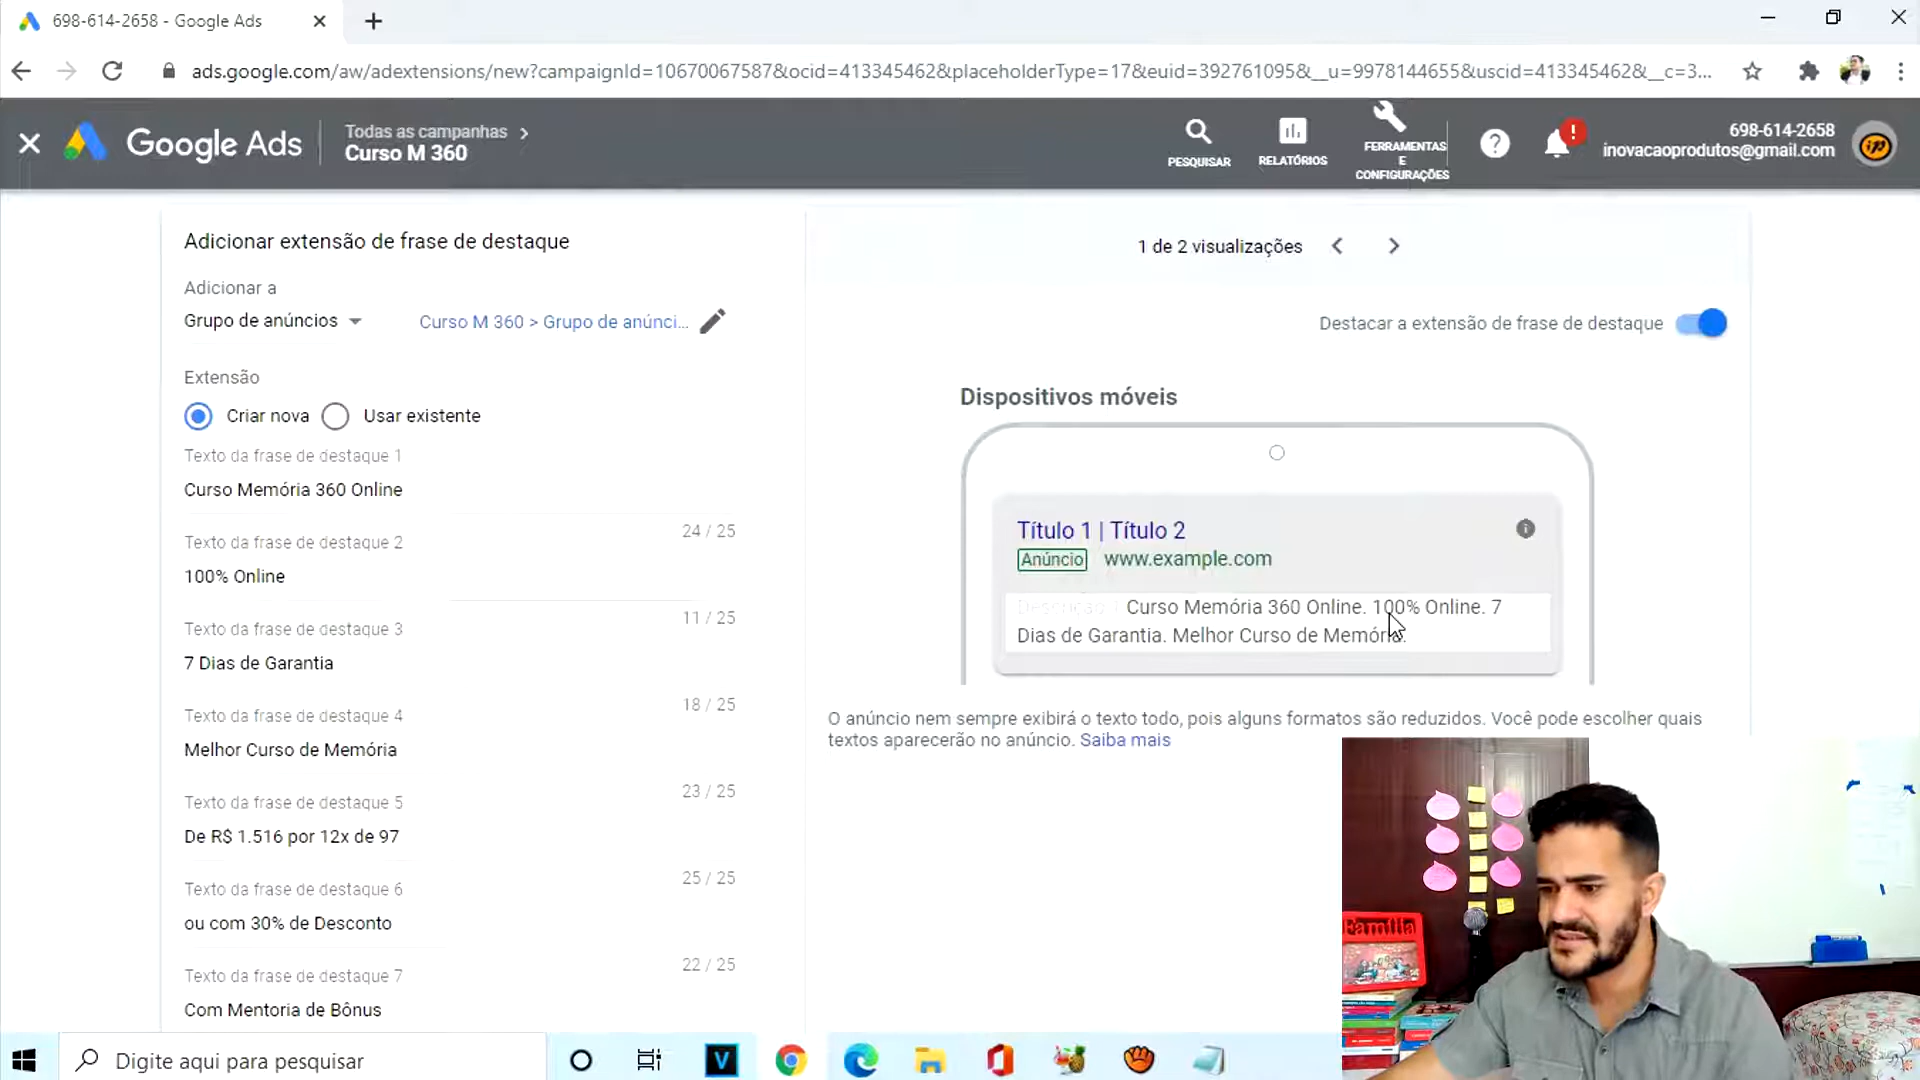 698-614-2658 - Google Ads
ads.google.com/aw/adextensions/new?campaignId=10670067587&ocid=413345462&placeholderType=17&euid=392761095&__u=9978144655&uscid=413345462&__c=3...
Google Ads
Todas as campanhas
Curso M 360
PESQUISAR
RELATÓRIOS
FERRAMENTAS
E
CONFIGURAÇÕES
698-614-2658
inovacaoprodutos@gmail.com
Adicionar extensão de frase de destaque
Adicionar a
Grupo de anúncios
Curso M 360 > Grupo de anúnci...
Extensão
Criar nova
Usar existente
Texto da frase de destaque 1
Curso Memória 360 Online
24 / 25
Texto da frase de destaque 2
100% Online
11 / 25
Texto da frase de destaque 3
7 Dias de Garantia
18 / 25
Texto da frase de destaque 4
Melhor Curso de Memória
23 / 25
Texto da frase de destaque 5
De R$ 1.516 por 12x de 97
25 / 25
Texto da frase de destaque 6
ou com 30% de Desconto
22 / 25
Texto da frase de destaque 7
Com Mentoria de Bônus
1 de 2 visualizações
Destacar a extensão de frase de destaque
Dispositivos móveis
Título 1 | Título 2
Anúncio www.example.com
Descrição 1 Curso Memória 360 Online. 100% Online. 7
Dias de Garantia. Melhor Curso de Memória.
O anúncio nem sempre exibirá o texto todo, pois alguns formatos são reduzidos. Você pode escolher quais
textos aparecerão no anúncio. Saiba mais
Família
Digite aqui para pesquisar